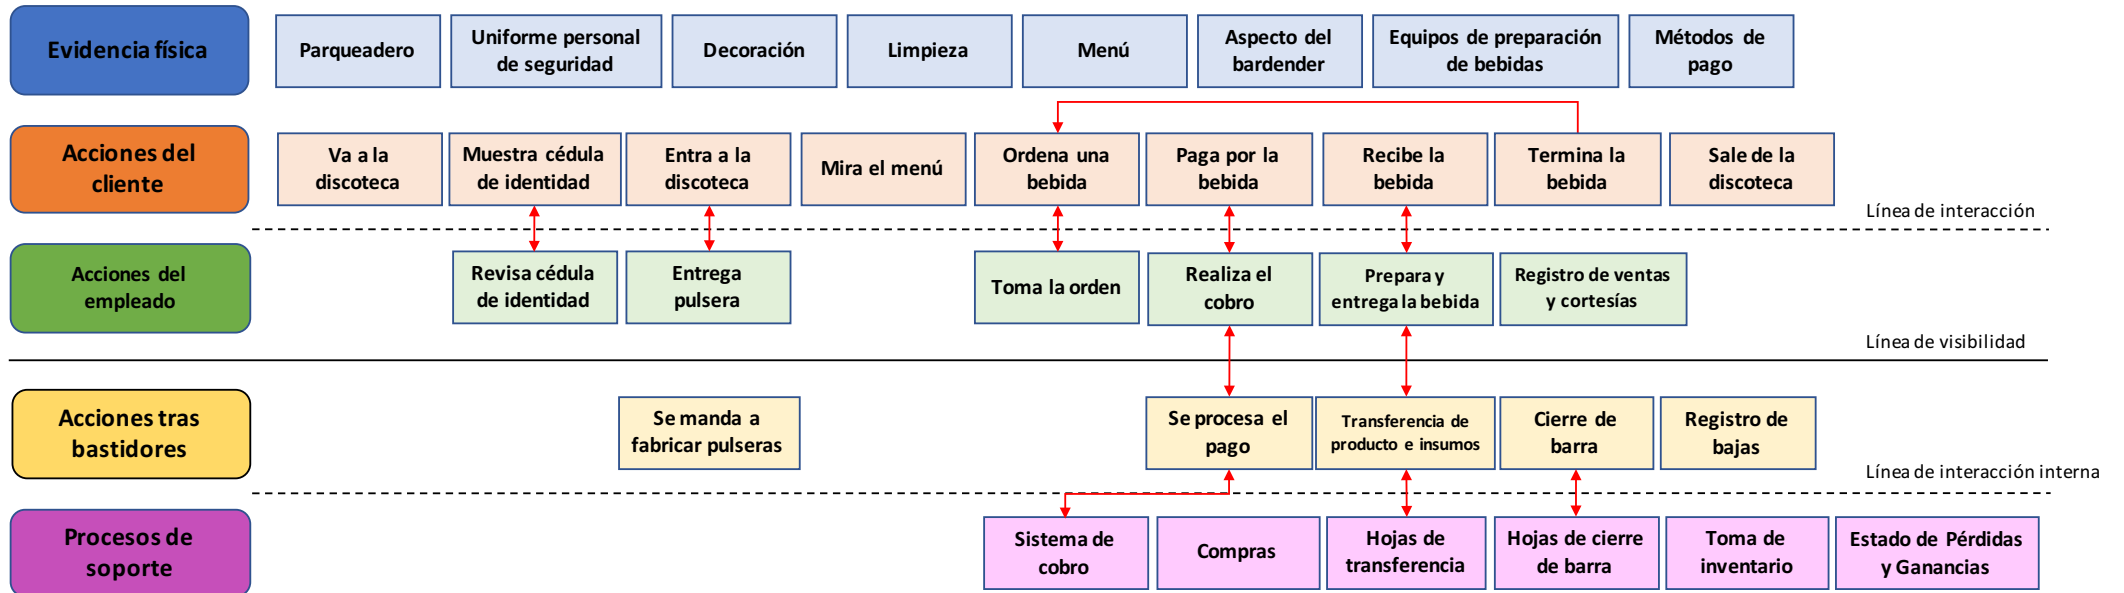 Evidencia física
Parqueadero
Uniforme personal
de seguridad
Decoración
Limpieza
Menú
Aspecto del
bardender
Equipos de preparación
de bebidas
Métodos de
pago
Acciones del
cliente
Va a la
discoteca
Muestra cédula
de identidad
Entra a la
discoteca
Mira el menú
Ordena una
bebida
Paga por la
bebida
Recibe la
bebida
Termina la
bebida
Sale de la
discoteca
Línea de interacción
Acciones del
empleado
Revisa cédula
de identidad
Entrega
pulsera
Toma la orden
Realiza el
cobro
Prepara y
entrega la bebida
Registro de ventas
y cortesías
Línea de visibilidad
Acciones tras
bastidores
Se manda a
fabricar pulseras
Se procesa el
pago
Transferencia de
producto e insumos
Cierre de
barra
Registro de
bajas
Línea de interacción interna
Procesos de
soporte
Sistema de
cobro
Compras
Hojas de
transferencia
Hojas de cierre
de barra
Toma de
inventario
Estado de Pérdidas
y Ganancias